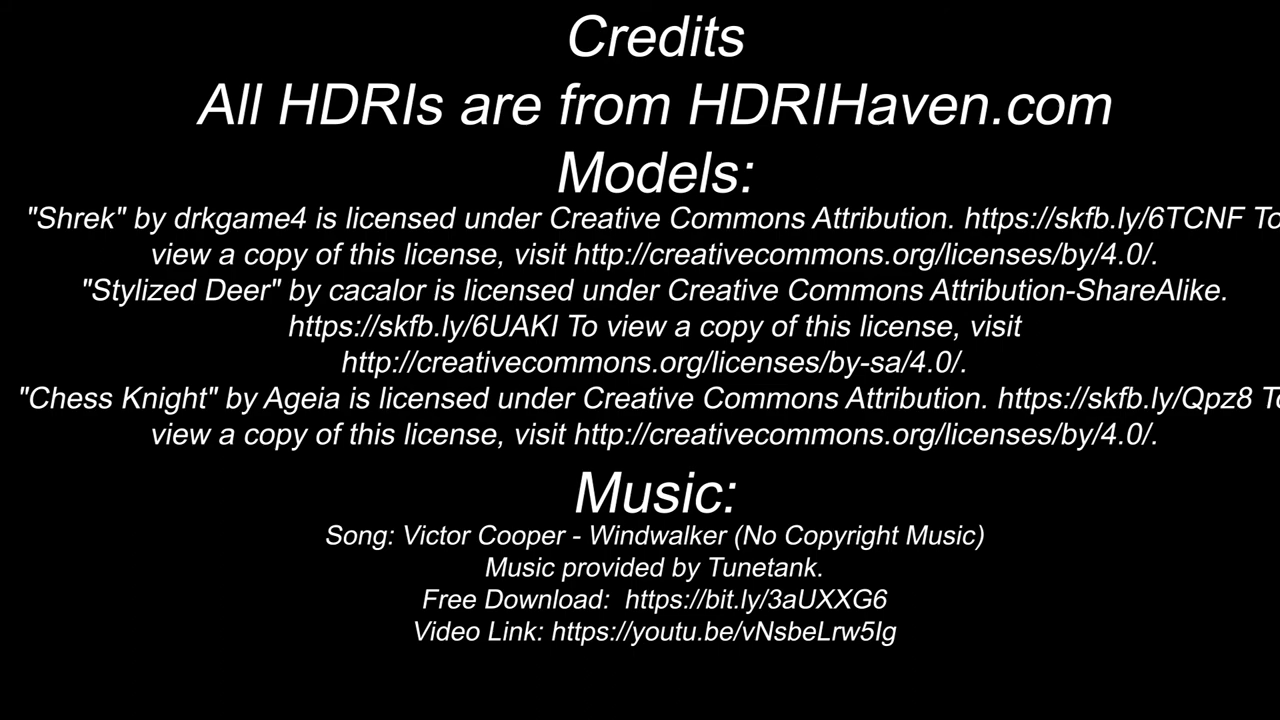 Credits
All HDRIs are from HDRIHaven.com
Models:
"Shrek" by drkgame4 is licensed under Creative Commons Attribution. https://skfb.ly/6TCNF To
view a copy of this license, visit http://creativecommons.org/licenses/by/4.0/.
"Stylized Deer" by cacalor is licensed under Creative Commons Attribution-ShareAlike.
https://skfb.ly/6UAKI To view a copy of this license, visit
http://creativecommons.org/licenses/by-sa/4.0/.
"Chess Knight" by Ageia is licensed under Creative Commons Attribution. https://skfb.ly/Qpz8 To
view a copy of this license, visit http://creativecommons.org/licenses/by/4.0/.
Music:
Song: Victor Cooper - Windwalker (No Copyright Music)
Music provided by Tunetank.
Free Download:  https://bit.ly/3aUXXG6
Video Link: https://youtu.be/vNsbeLrw5Ig